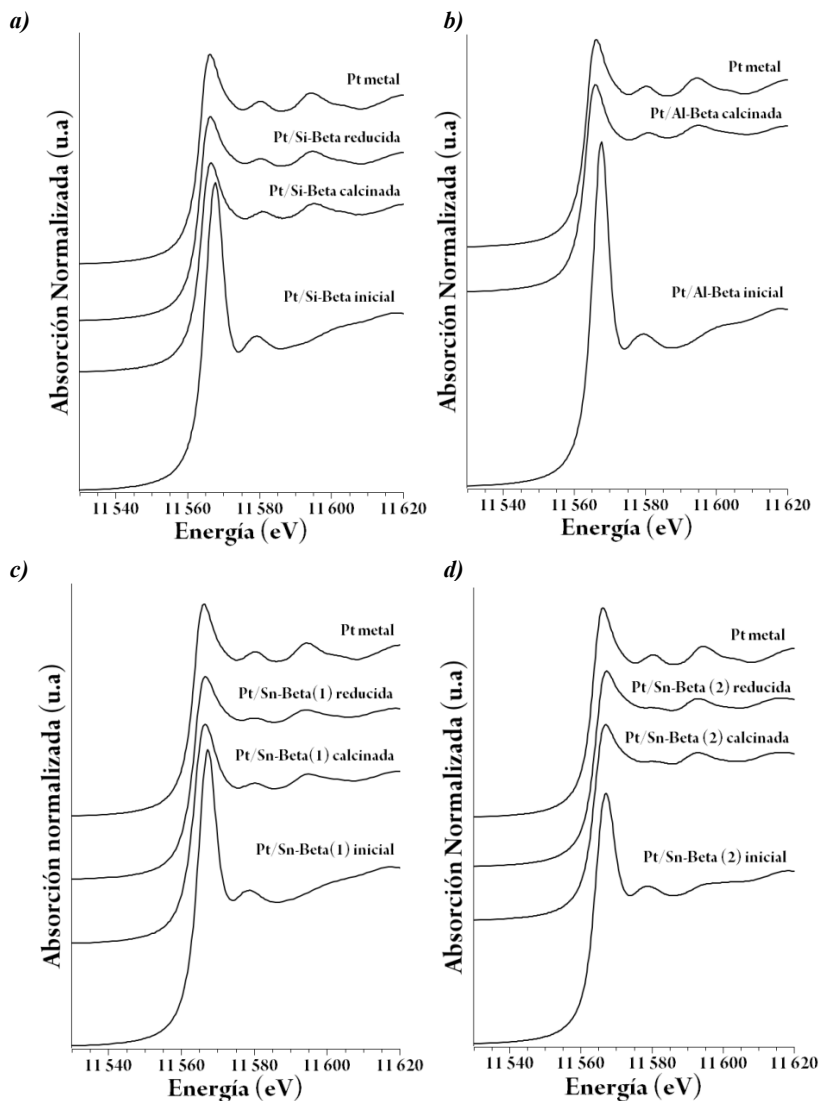 a)
Absorción Normalizada (u.a)
Pt metal
Pt/Si-Beta reducida
Pt/Si-Beta calcinada
Pt/Si-Beta inicial
11 540 11 560 11 580 11 600 11 620
Energía (eV)
b)
Absorción Normalizada (u.a)
Pt metal
Pt/Al-Beta calcinada
Pt/Al-Beta inicial
11 540 11 560 11 580 11 600 11 620
Energía (eV)
c)
Absorción normalizada (u.a)
Pt metal
Pt/Sn-Beta(1) reducida
Pt/Sn-Beta(1) calcinada
Pt/Sn-Beta(1) inicial
11 540 11 560 11 580 11 600 11 620
Energía (eV)
d)
Absorción Normalizada (u.a)
Pt metal
Pt/Sn-Beta (2) reducida
Pt/Sn-Beta (2) calcinada
Pt/Sn-Beta (2) inicial
11 540 11 560 11 580 11 600 11 620
Energía (eV)